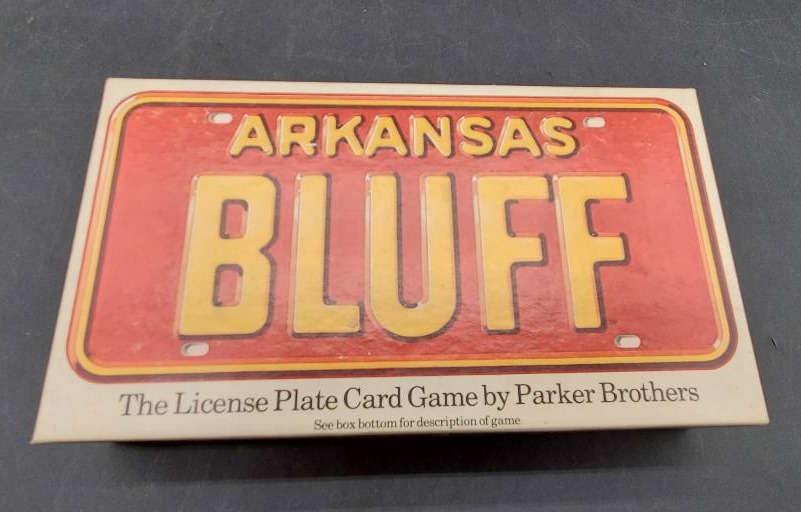 ARKANSAS
BLUFF
The License Plate Card Game by Parker Brothers
See box bottom for description of game